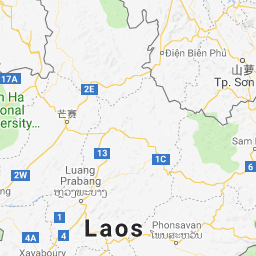 Điện Biên Phủ
山萝
Tp. Sơn
17A
2E
n Ha
onal
ersity...
芒赛
13
1C
Sam
6
2W
Luang
Prabang
ຫຼວງພະບາງ
1
Laos
Phonsavan
ໂພນສະຫວັນ
4A
4
Xayaboury